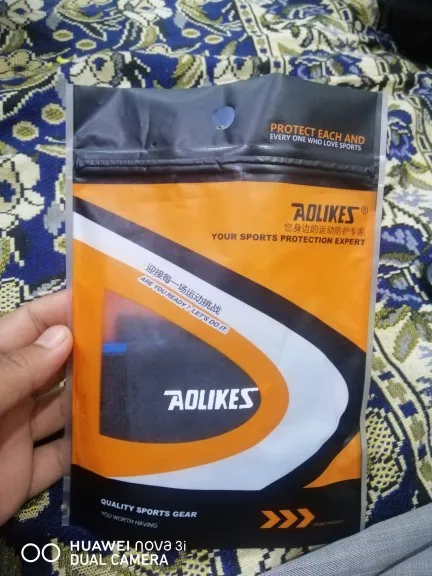 PROTECT EACH AND
EVERY ONE WHO LOVE SPORTS
AOLIKES®
您身边的运动防护专家
YOUR SPORTS PROTECTION EXPERT
迎接每一场运动挑战
ARE YOU READY? LET'S DO IT.
AOLIKES
QUALITY SPORTS GEAR
YOU WORTH HAVING
HUAWEI nova 3i
DUAL CAMERA